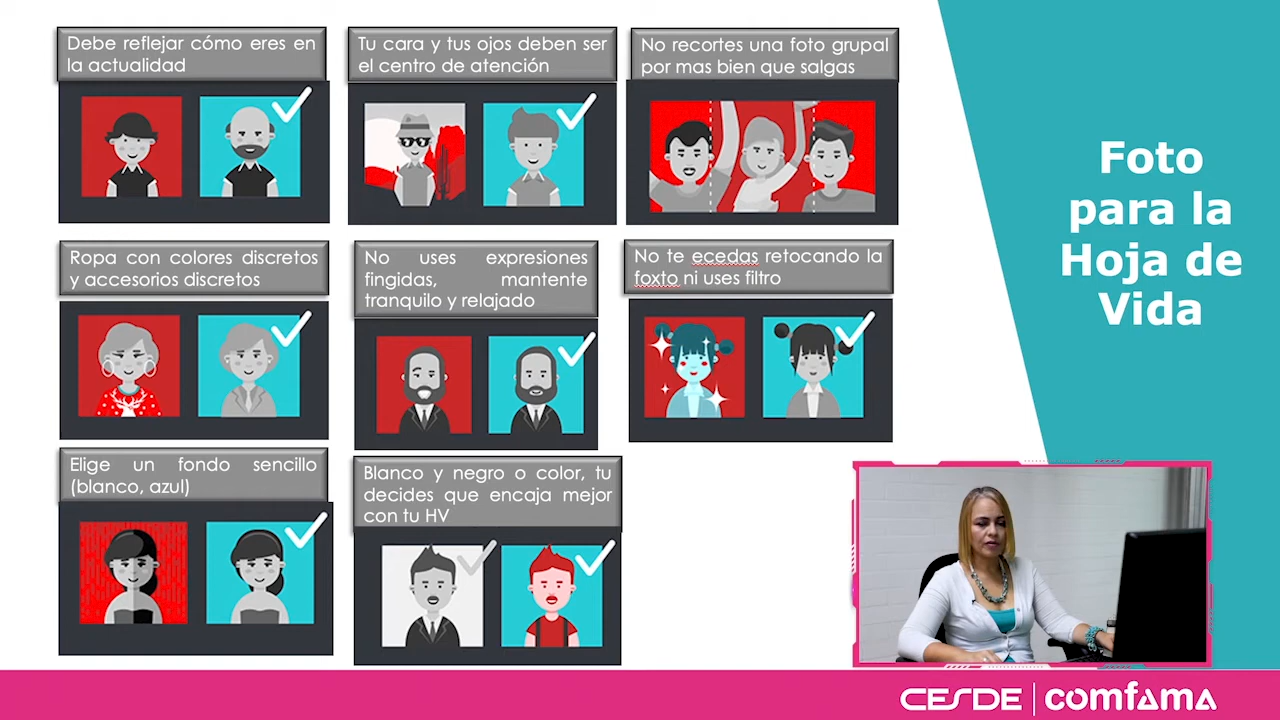 Debe reflejar cómo eres en
la actualidad
Tu cara y tus ojos deben ser
el centro de atención
No recortes una foto grupal
por mas bien que salgas
Ropa con colores discretos
y accesorios discretos
No uses expresiones
fingidas, mantente
tranquilo y relajado
No te ecedas retocando la
foxto ni uses filtro
Elige un fondo sencillo
(blanco, azul)
Blanco y negro o color, tu
decides que encaja mejor
con tu HV
Foto
para la
Hoja de
Vida
CESDE
comfama